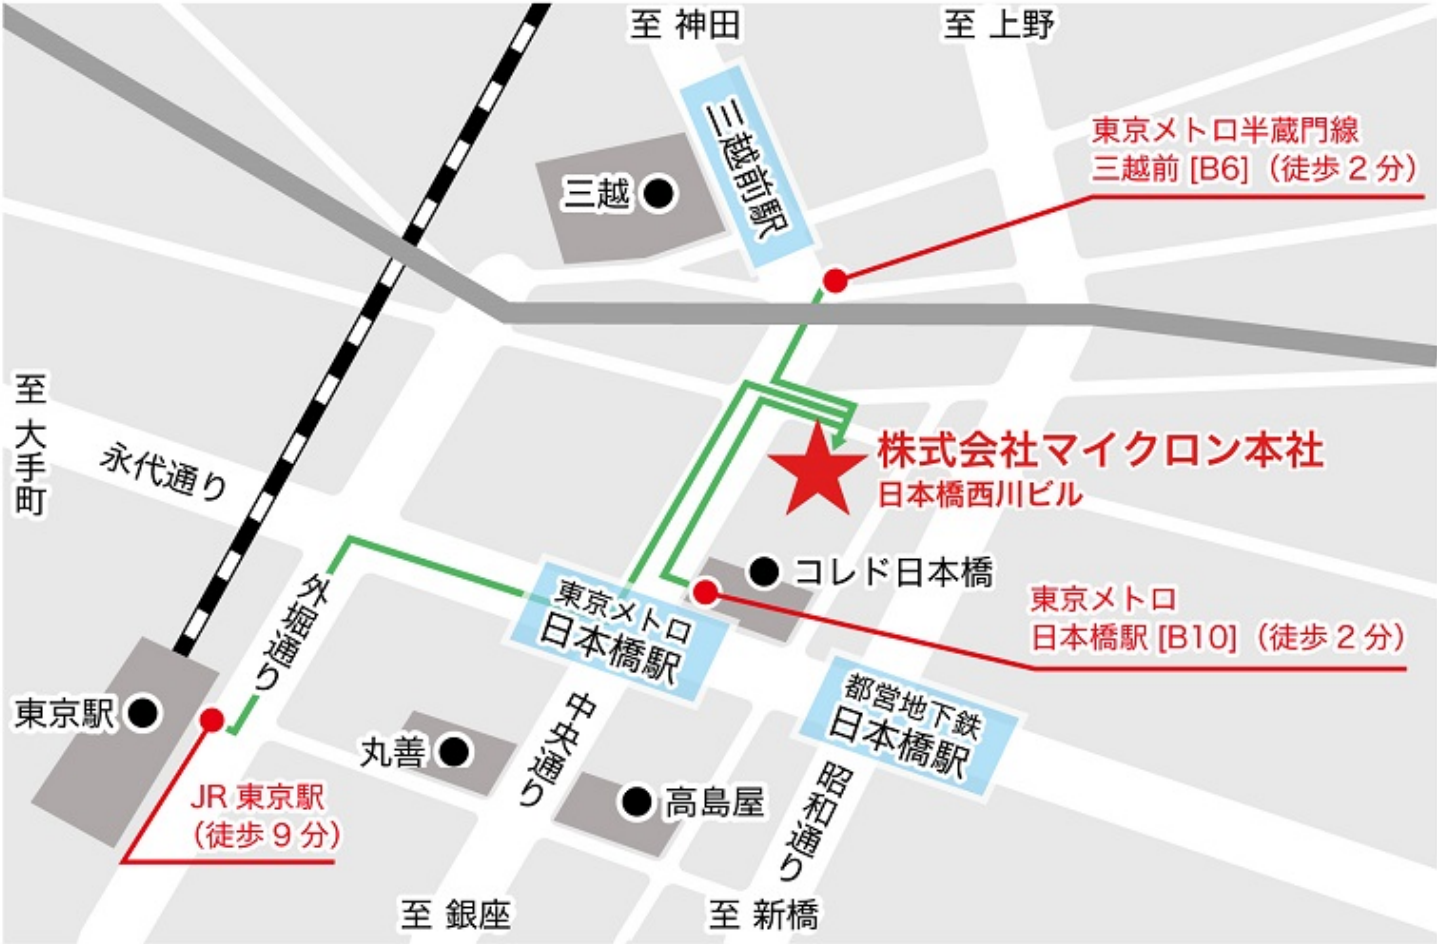 至 神田
至 上野
三越前駅
東京メトロ半蔵門線
三越前 [B6]（徒歩 2 分）
三越
至 大手町
永代通り
株式会社マイクロン本社
日本橋西川ビル
コレド日本橋
東京メトロ
日本橋駅 [B10]（徒歩 2 分）
外堀通り
東京メトロ
日本橋駅
都営地下鉄
日本橋駅
東京駅
丸善
中央通り
高島屋
昭和通り
JR 東京駅
（徒歩 9 分）
至 銀座
至 新橋